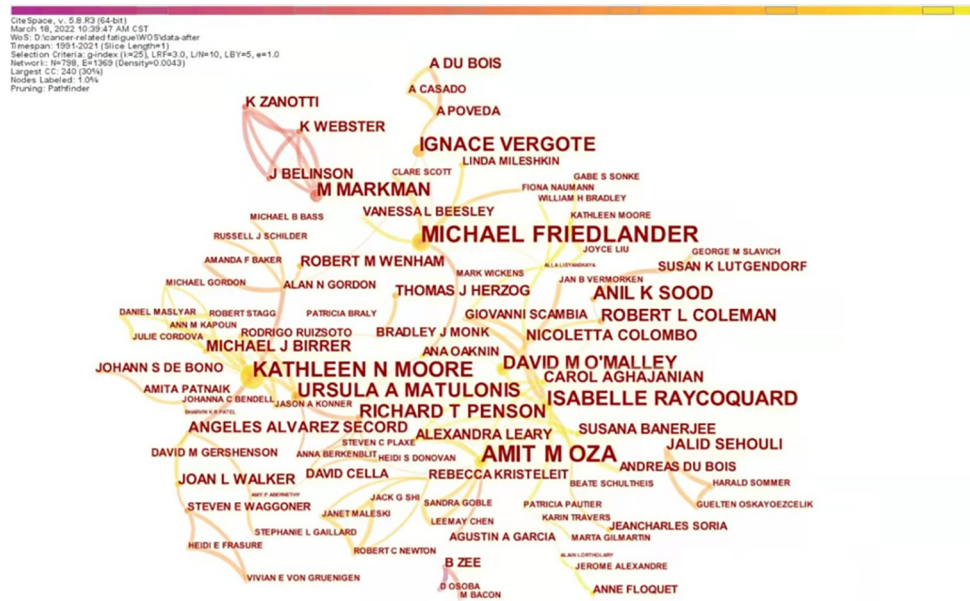 CiteSpace, v. 5.8.R3 (64-bit)
March 18, 2022 10:39:47 AM CST
WoS: D:\cancer-related fatigue\WOS\data-after
Timespan: 1991-2021 (Slice Length=1)
Selection Criteria: g-index (k=25), LRF=3.0, L/N=10, LBY=5, e=1.0
Network: N=798, E=1369 (Density=0.0043)
Largest CC: 240 (30%)
Nodes Labeled: 1.0%
Pruning: Pathfinder
A DU BOIS
A CASADO
K ZANOTTI
A POVEDA
K WEBSTER
IGNACE VERGOTE
LINDA MILESHKIN
J BELINSON
CLARE SCOTT
GABE S SONKE
M MARKMAN
FIONA NAUMANN
WILLIAM H BRADLEY
MICHAEL B BASS
VANESSA L BEESLEY
KATHLEEN MOORE
RUSSELL J SCHILDER
MICHAEL FRIEDLANDER
JOYCE LIU
GEORGE M SLAVICH
AMANDA F BAKER
ROBERT M WENHAM
ALLA LISYANSKAYA
SUSAN K LUTGENDORF
MARK WICKENS
MICHAEL GORDON
ALAN N GORDON
THOMAS J HERZOG
JAN B VERMORKEN
ANIL K SOOD
DANIEL MASLYAR
ROBERT STAGG
PATRICIA BRALY
GIOVANNI SCAMBIA
ROBERT L COLEMAN
ANN M KAPOUN
JULIE CORDOVA
RODRIGO RUIZSOTO
BRADLEY J MONK
NICOLETTA COLOMBO
MICHAEL J BIRRER
ANA OAKNIN
JOHANN S DE BONO
KATHLEEN N MOORE
DAVID M O'MALLEY
CAROL AGHAJANIAN
AMITA PATNAIK
URSULA A MATULONIS
JOHANNA C BENDELL
JASON A KONNER
ISABELLE RAYCOQUARD
RICHARD T PENSON
ANGELES ALVAREZ SECORD
ALEXANDRA LEARY
SUSANA BANERJEE
STEVEN C PLAXE
JALID SEHOULI
DAVID M GERSHENSON
ANNA BERKENBLIT
HEIDI S DONOVAN
AMIT M OZA
ANDREAS DU BOIS
JOAN L WALKER
DAVID CELLA
REBECCA KRISTELEIT
BEATE SCHULTHEIS
HARALD SOMMER
AMY P ABERNETHY
JACK G SHI
STEVEN E WAGGONER
JANET MALESKI
SANDRA GOBLE
PATRICIA PAUTIER
GUELTEN OSKAYOEZCELIK
LEEMAY CHEN
KARIN TRAVERS
JEANCHARLES SORIA
STEPHANIE L GAILLARD
AGUSTIN A GARCIA
MARTA GILMARTIN
HEIDI E FRASURE
ROBERT C NEWTON
ALAIN LORTHOLARY
B ZEE
JEROME ALEXANDRE
VIVIAN E VON GRUENIGEN
D OSOBA
M BACON
ANNE FLOQUET